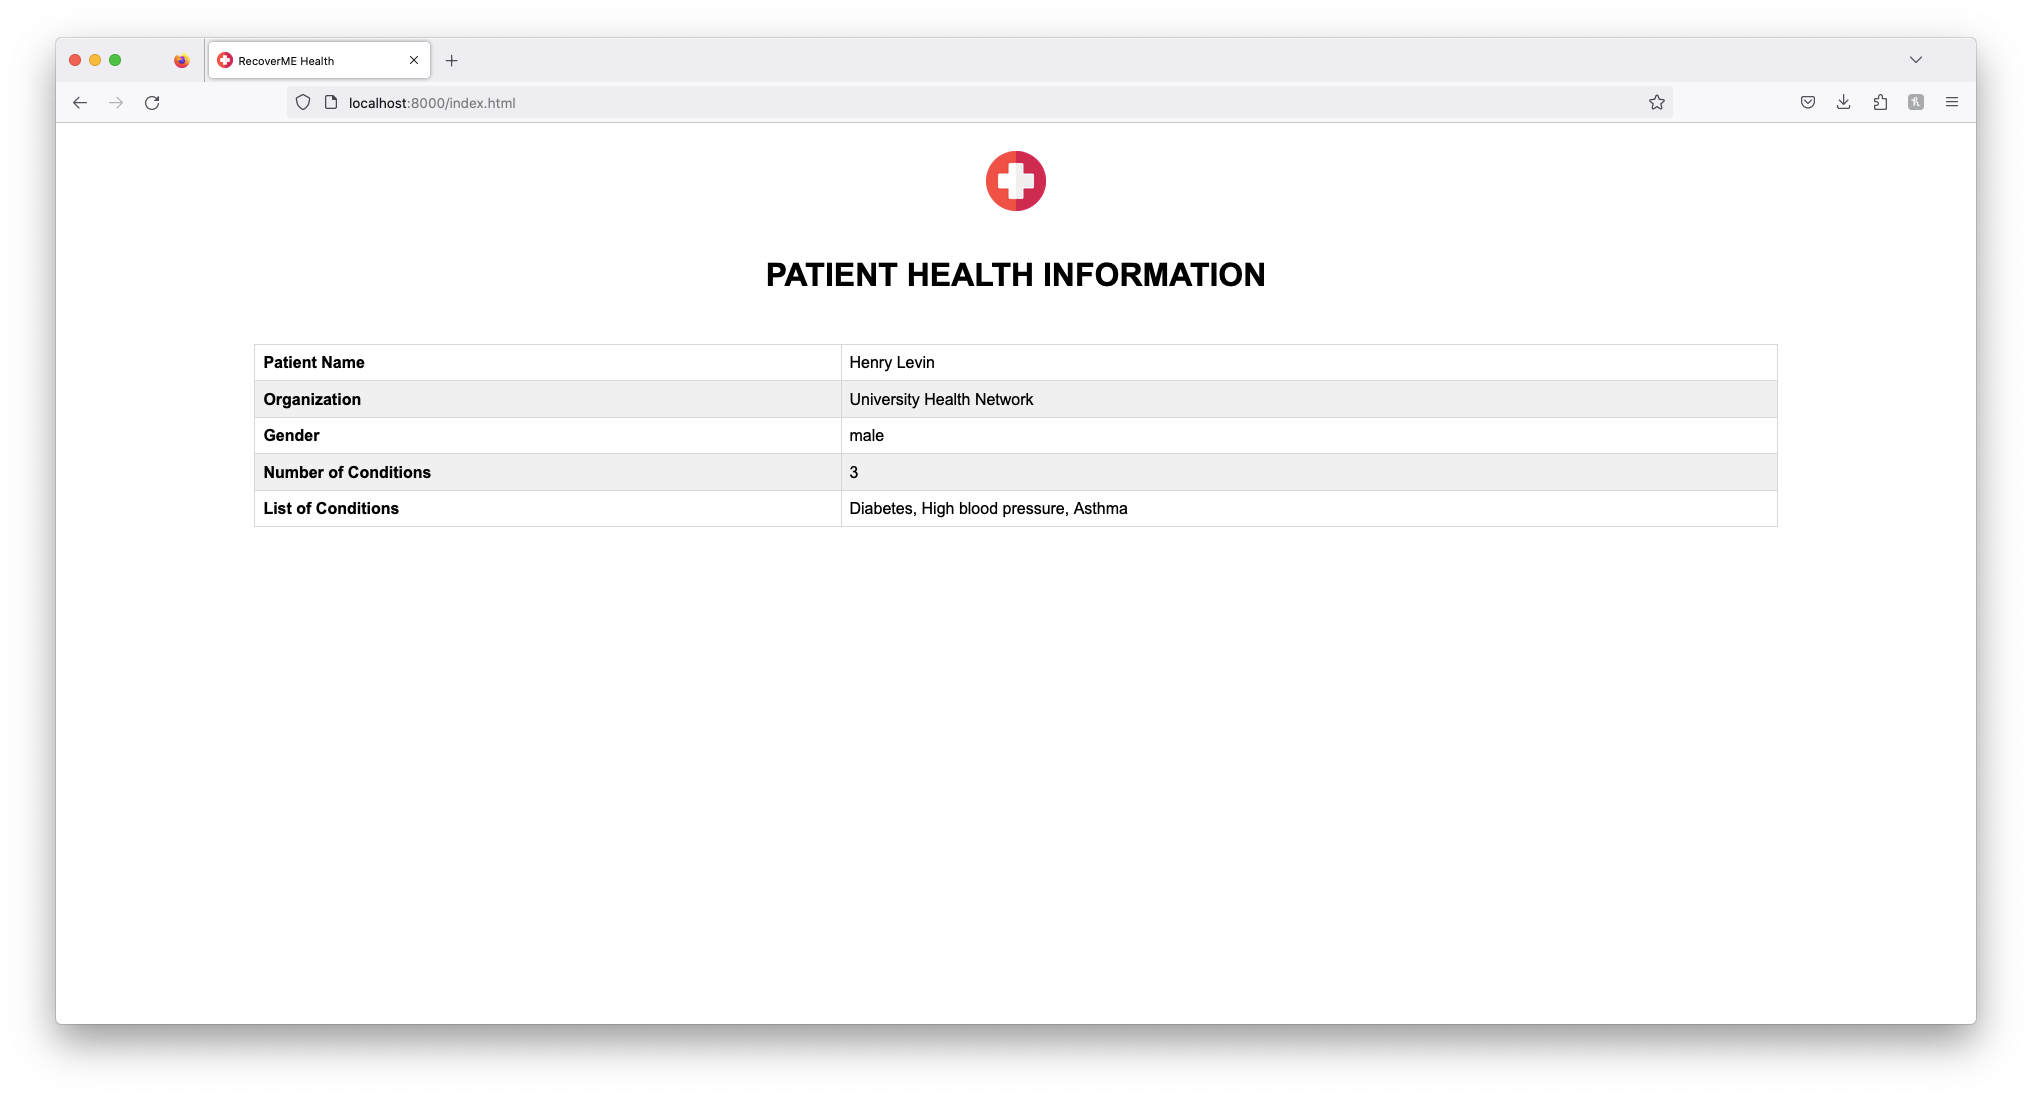 RecoverME Health
localhost:8000/index.html
PATIENT HEALTH INFORMATION
Patient Name Henry Levin
Organization University Health Network
Gender male
Number of Conditions 3
List of Conditions Diabetes, High blood pressure, Asthma